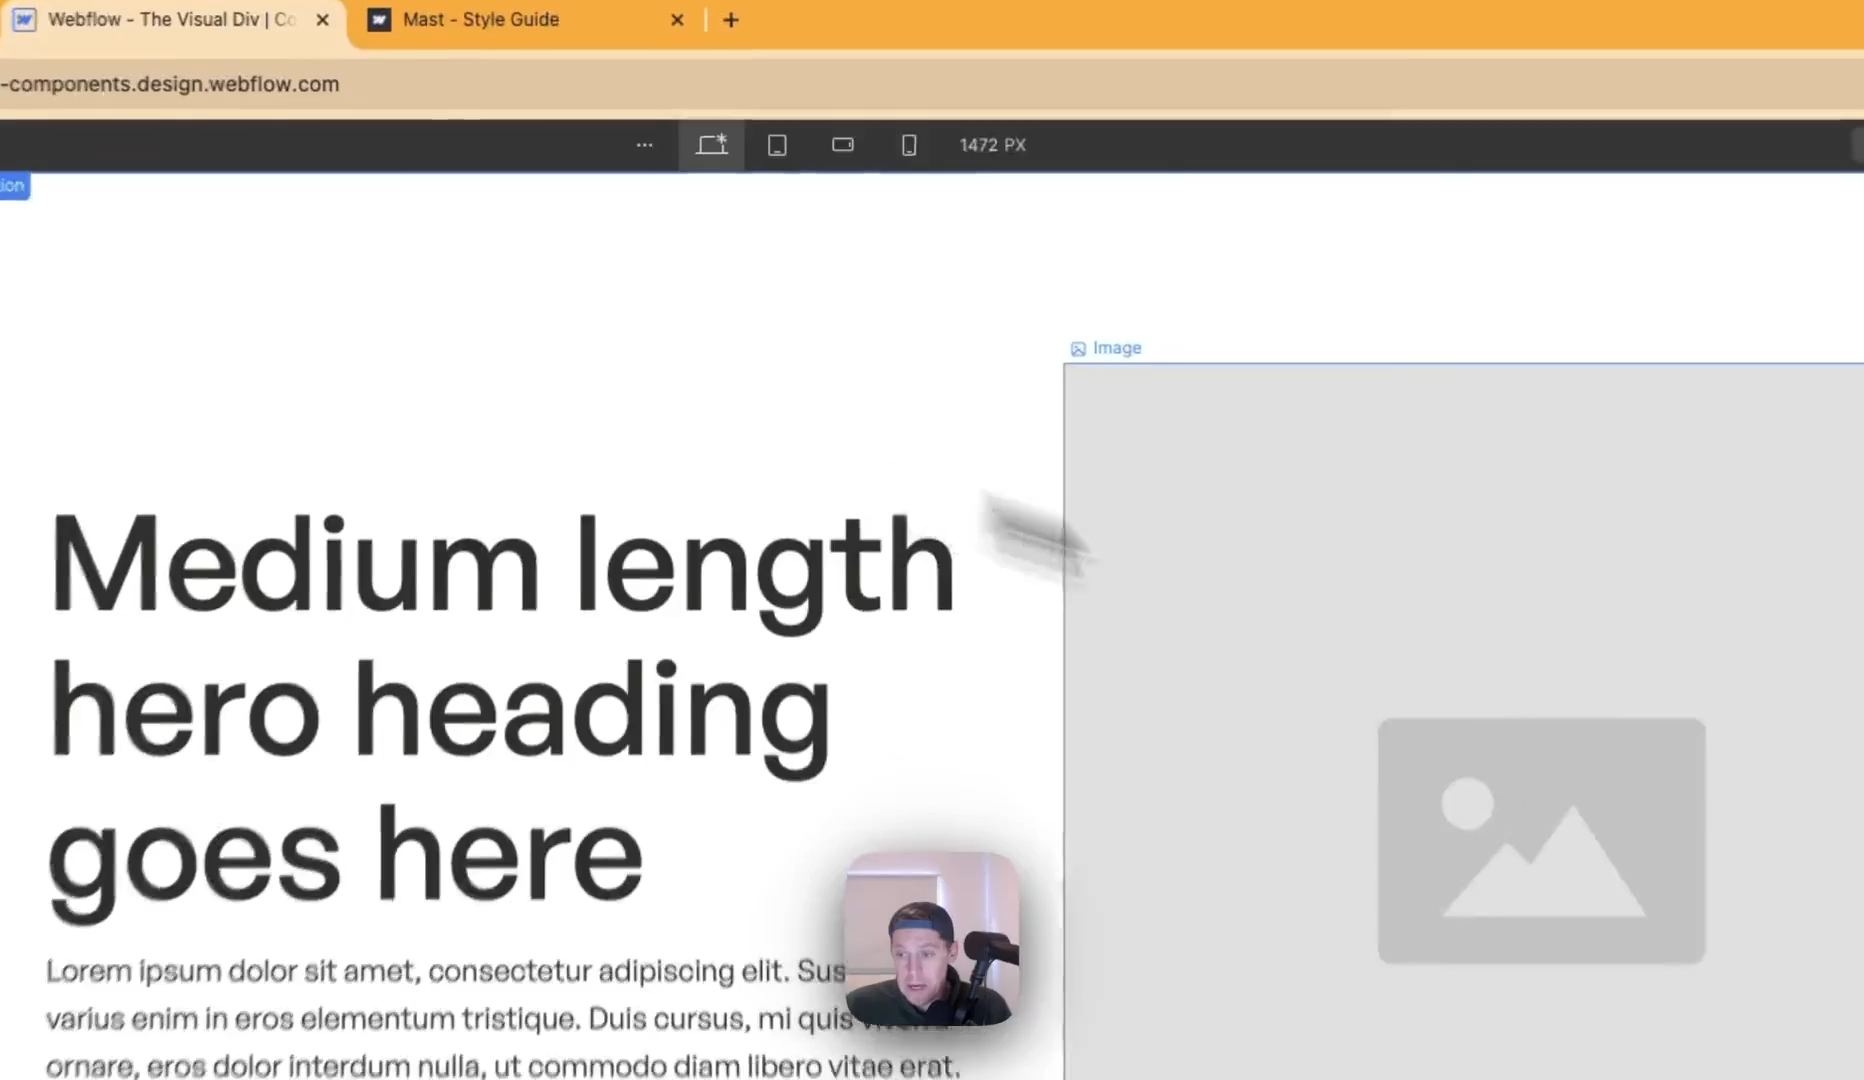 Webflow - The Visual Div | Co
Mast - Style Guide
-components.design.webflow.com
1472 PX
ion
Image
Medium length
hero heading
goes here
Lorem ipsum dolor sit amet, consectetur adipiscing elit. Sus
varius enim in eros elementum tristique. Duis cursus, mi quis
ornare, eros dolor interdum nulla, ut commodo diam libero vitae erat.